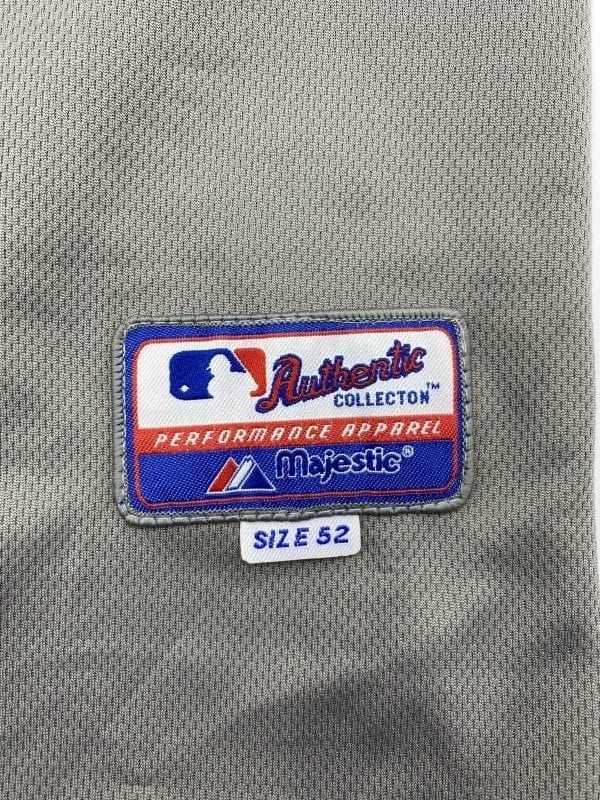 Authentic
COLLECTON™
PERFORMANCE APPAREL
Majestic®
SIZE 52